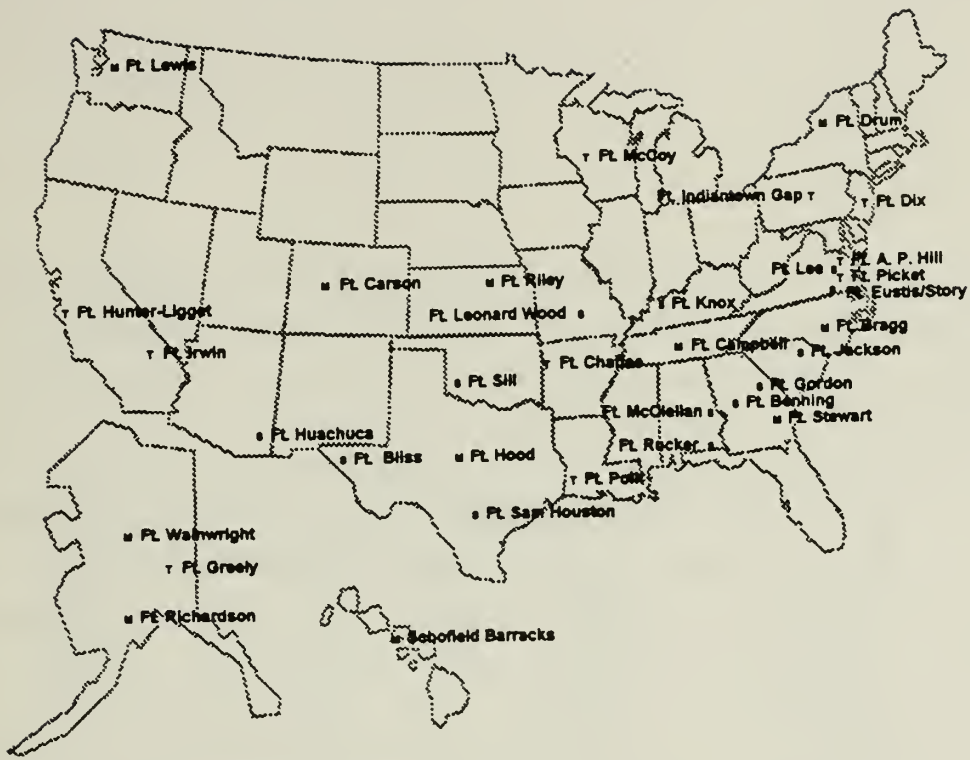 M Ft. Lewis
M Ft. Drum
T Ft. McCoy
Ft. Indiantown Gap T
T Ft. Dix
T Ft. A. P. Hill
Ft. Lee S
T Ft. Picket
S Ft. Eustis/Story
M Ft. Carson
M Ft. Riley
S Ft. Knox
T Ft. Hunter-Ligget
Ft. Leonard Wood S
M Ft. Bragg
M Ft. Campbell
S Ft. Jackson
T Ft. Irwin
T Ft. Chaffee
S Ft. Sill
S Ft. Gordon
S Ft. Benning
Ft. McClellan S
M Ft. Stewart
S Ft. Huachuca
Ft. Rucker S
S Ft. Bliss
M Ft. Hood
T Ft. Polk
S Ft. Sam Houston
M Ft. Wainwright
T Ft. Greely
M Ft. Richardson
M Schofield Barracks